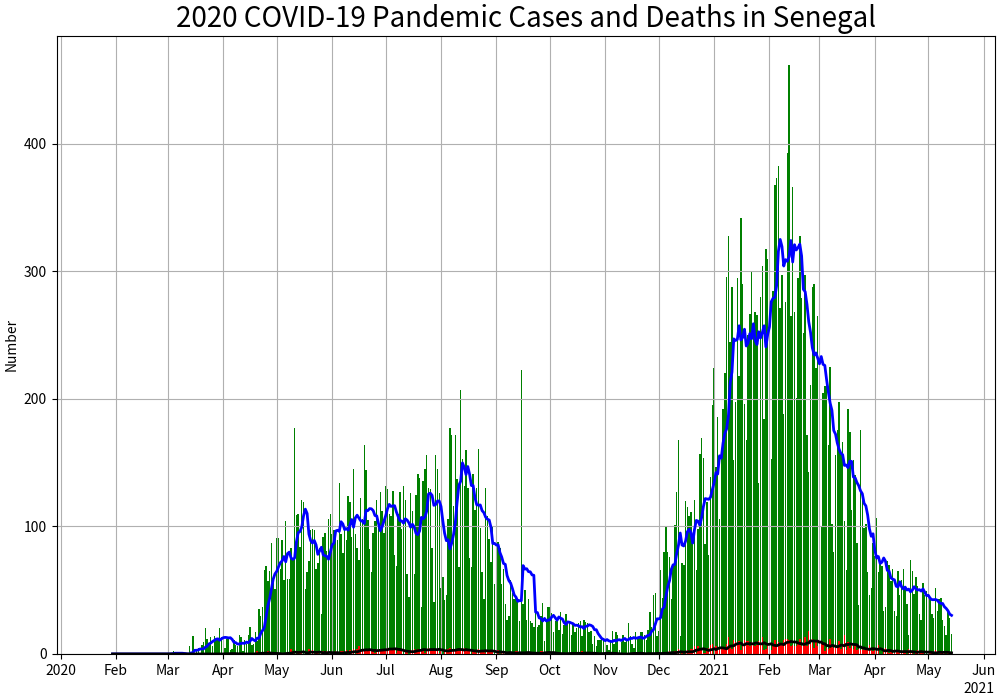 2020 COVID-19 Pandemic Cases and Deaths in Senegal
Number
400
300
200
100
0
2020 Feb Mar Apr May Jun Jul Aug Sep Oct Nov Dec 2021 Feb Mar Apr May Jun
2021